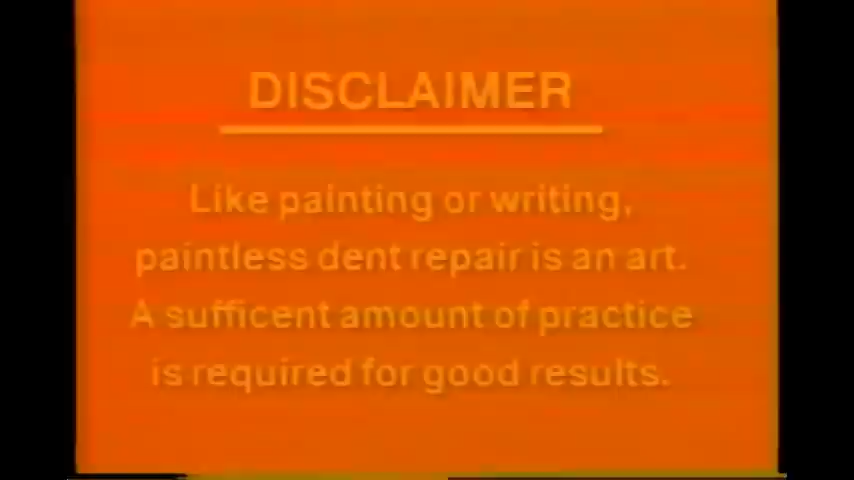 DISCLAIMER
Like painting or writing,
paintless dent repair is an art.
A sufficent amount of practice
is required for good results.